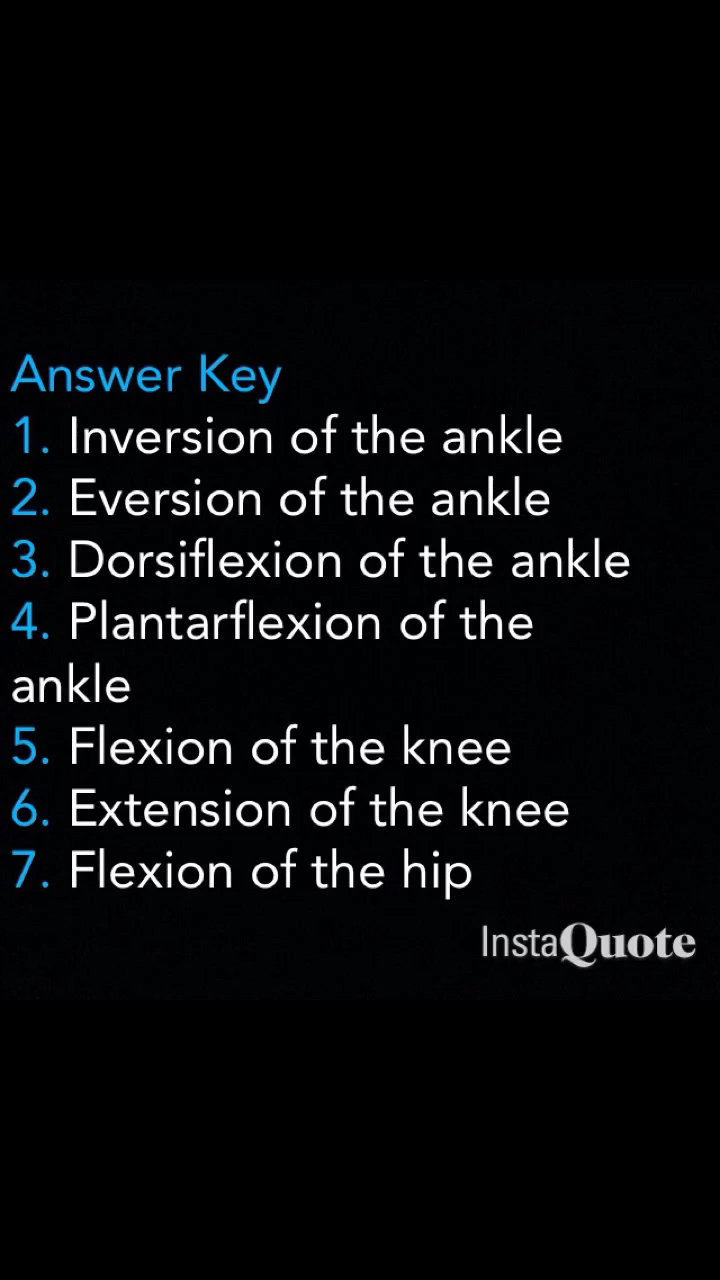 Answer Key
1. Inversion of the ankle
2. Eversion of the ankle
3. Dorsiflexion of the ankle
4. Plantarflexion of the
ankle
5. Flexion of the knee
6. Extension of the knee
7. Flexion of the hip
InstaQuote